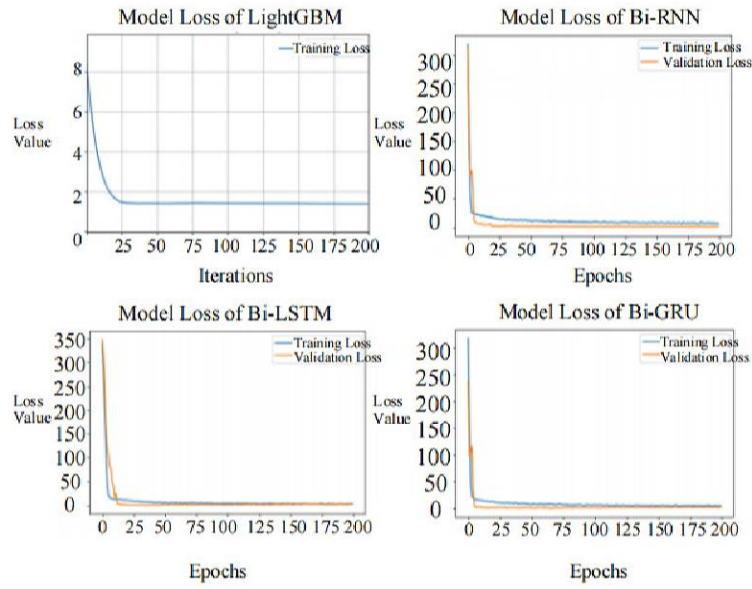 Model Loss of LightGBM
Training Loss
8
6
4
2
0
Loss
Value
25 50 75 100 125 150 175 200
Iterations
Model Loss of Bi-RNN
Training Loss
Validation Loss
300
250
200
150
100
50
0
Loss
Value
0 25 50 75 100 125 150 175 200
Epochs
Model Loss of Bi-LSTM
Training Loss
Validation Loss
350
300
250
200
150
100
50
0
Loss
Value
0 25 50 75 100 125 150 175 200
Epochs
Model Loss of Bi-GRU
Training Loss
Validation Loss
300
250
200
150
100
50
0
Loss
Value
0 25 50 75 100 125 150 175 200
Epochs